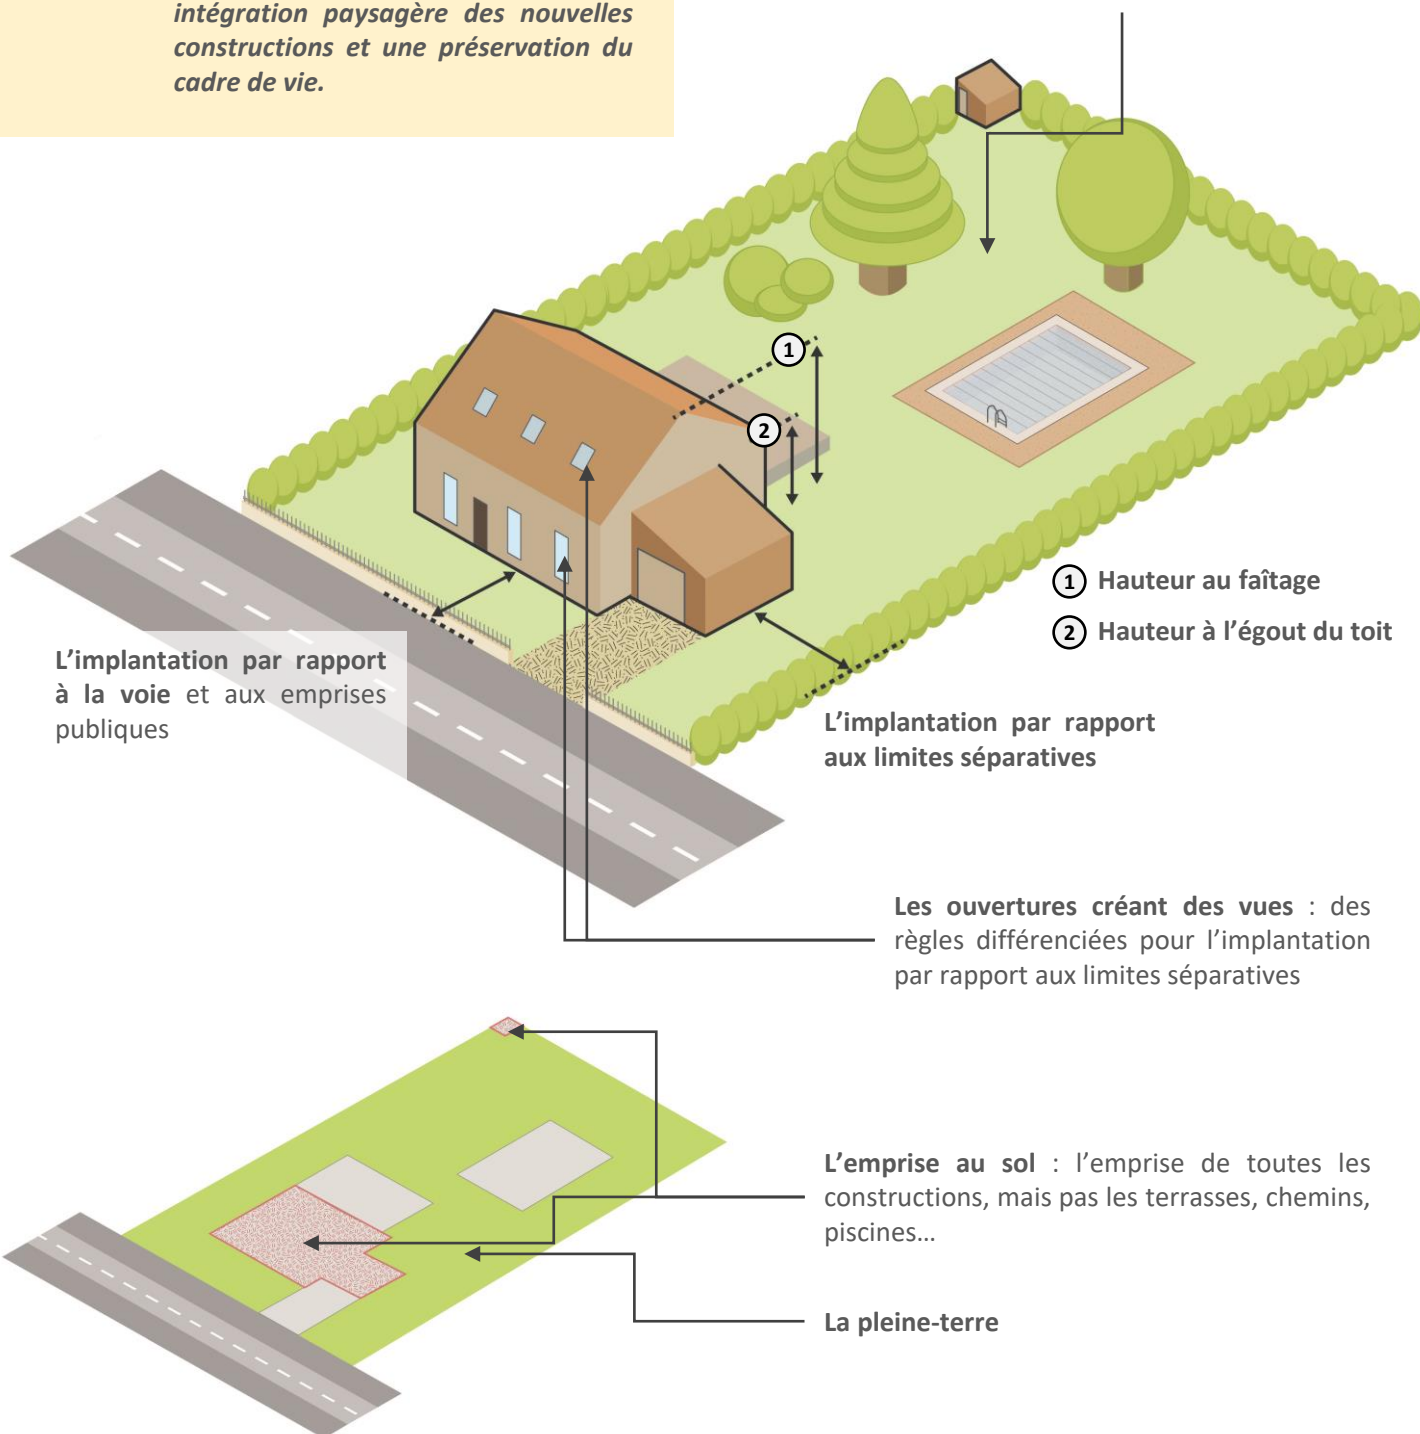 intégration paysagère des nouvelles
constructions et une préservation du
cadre de vie.
1
2
1 Hauteur au faîtage
2 Hauteur à l’égout du toit
L’implantation par rapport
à la voie et aux emprises
publiques
L’implantation par rapport
aux limites séparatives
Les ouvertures créant des vues : des
règles différenciées pour l’implantation
par rapport aux limites séparatives
L’emprise au sol : l’emprise de toutes les
constructions, mais pas les terrasses, chemins,
piscines…
La pleine-terre